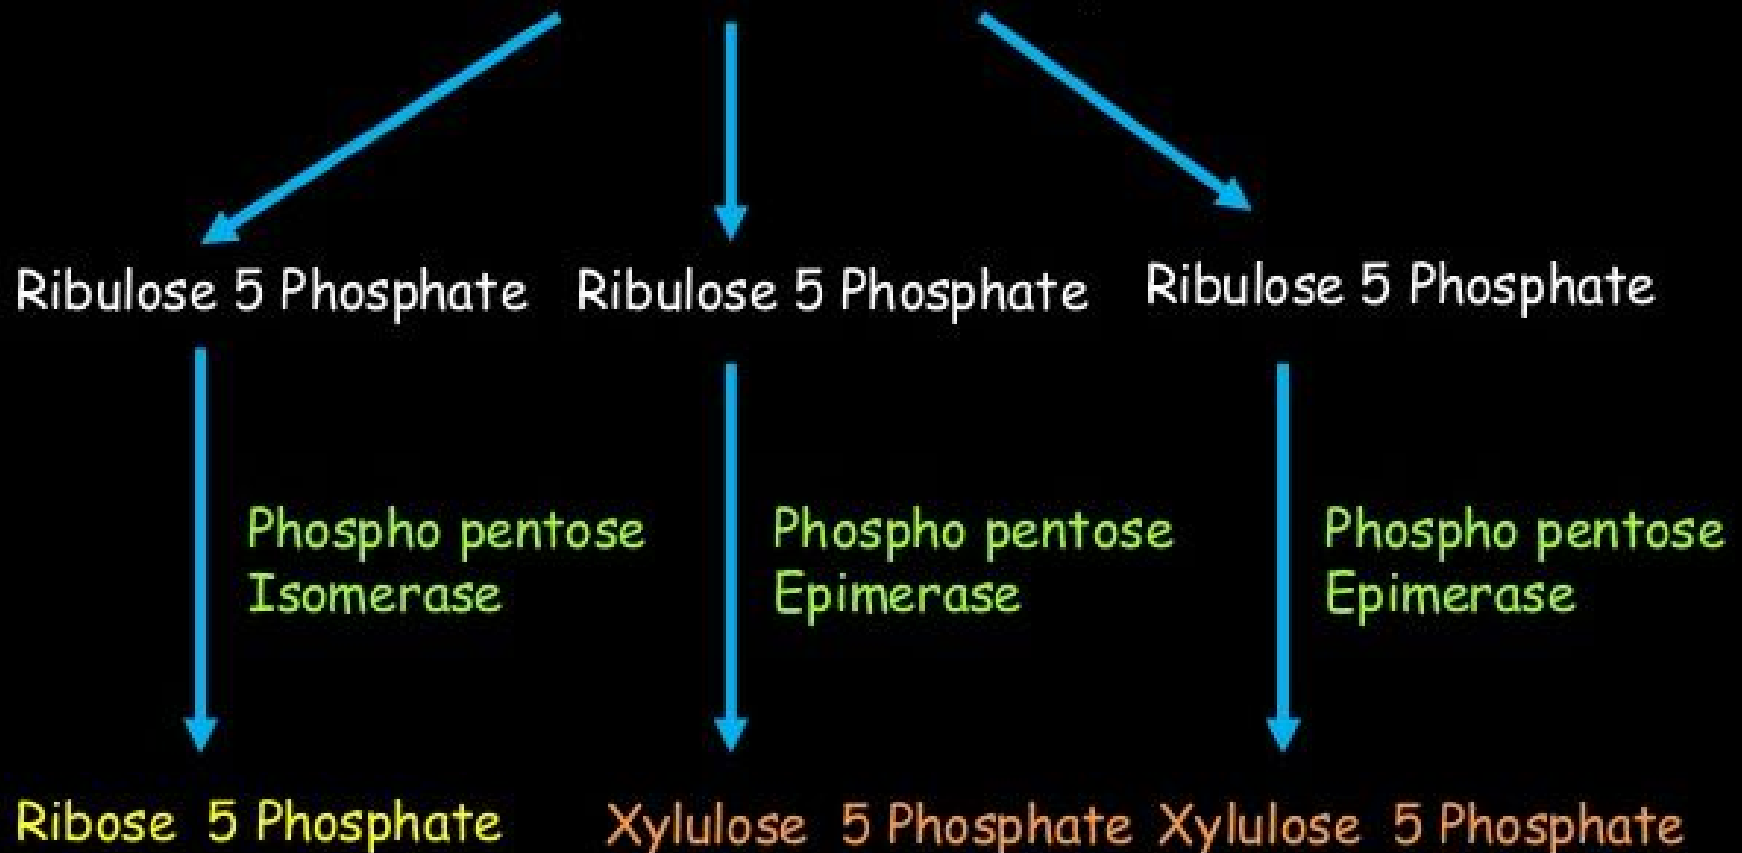 Ribulose 5 Phosphate
Ribulose 5 Phosphate
Ribulose 5 Phosphate
Phospho pentose
Isomerase
Phospho pentose
Epimerase
Phospho pentose
Epimerase
Ribose 5 Phosphate
Xylulose 5 Phosphate
Xylulose 5 Phosphate